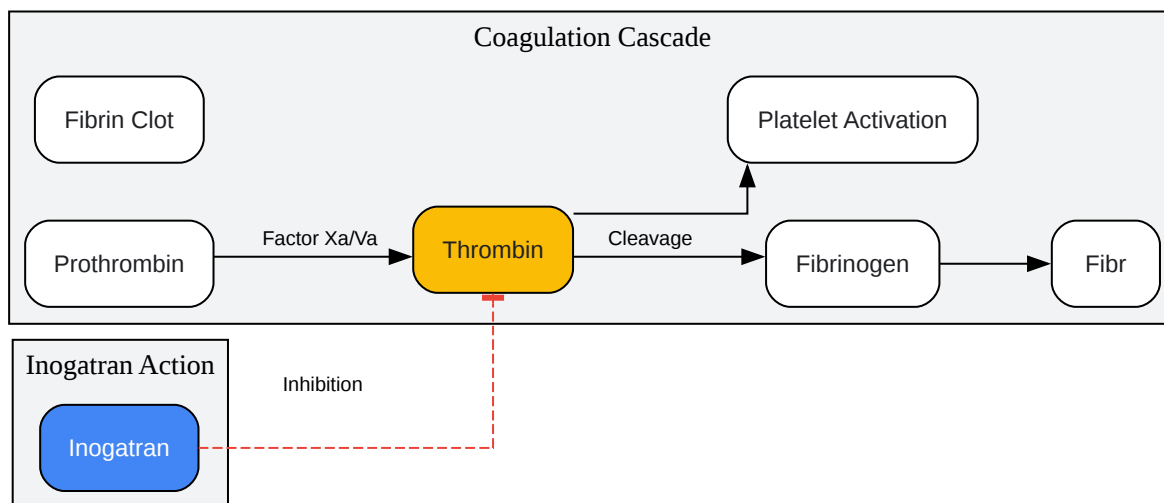 Coagulation Cascade
Fibrin Clot
Platelet Activation
Prothrombin
Factor Xa/Va
Thrombin
Cleavage
Fibrinogen
Fibr
Inogatran Action
Inhibition
Inogatran